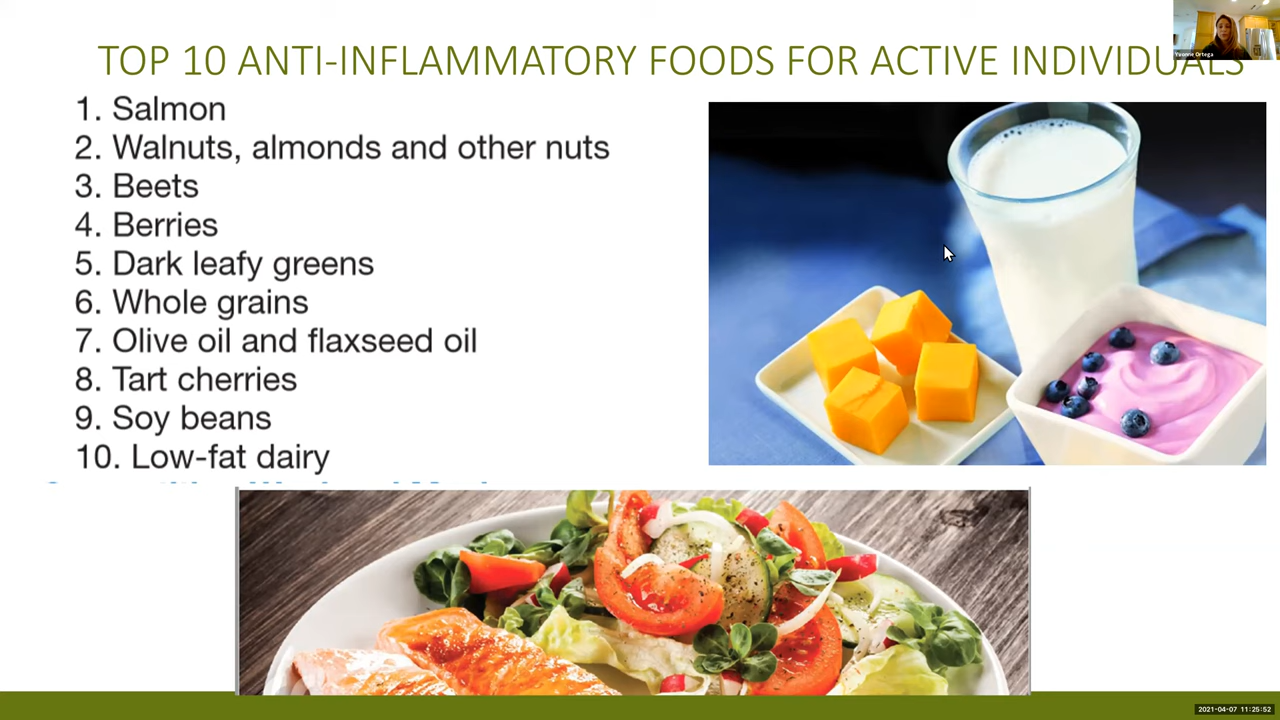 TOP 10 ANTI-INFLAMMATORY FOODS FOR ACTIVE INDIVIDUALS
Yvonne Ortega
1. Salmon
2. Walnuts, almonds and other nuts
3. Beets
4. Berries
5. Dark leafy greens
6. Whole grains
7. Olive oil and flaxseed oil
8. Tart cherries
9. Soy beans
10. Low-fat dairy
2021-04-07 11:25:52